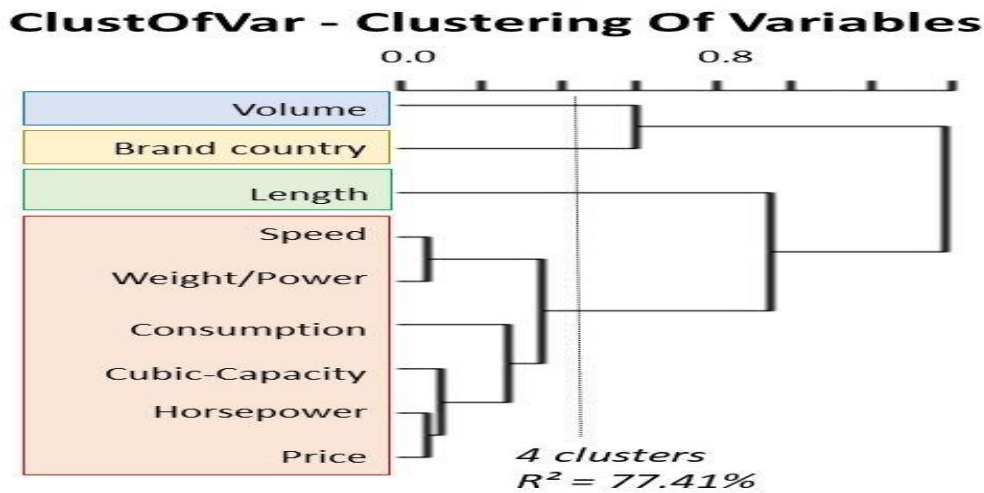 ClustOfVar - Clustering Of Variables
0.0 0.8
Volume
Brand country
Length
Speed
Weight/Power
Consumption
Cubic-Capacity
Horsepower
Price
4 clusters
R² = 77.41%